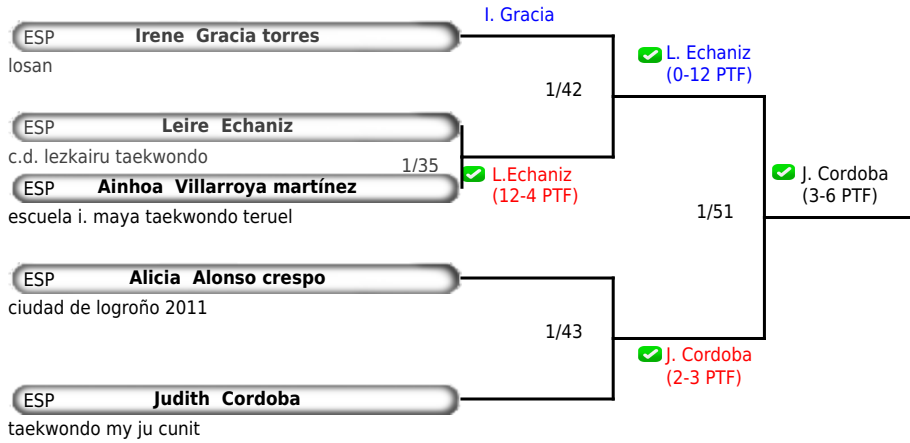 I. Gracia
ESP Irene Gracia torres
losan
L. Echaniz
(0-12 PTF)
1/42
ESP Leire Echaniz
c.d. lezkairu taekwondo
1/35
L.Echaniz
(12-4 PTF)
ESP Ainhoa Villarroya martínez
escuela i. maya taekwondo teruel
J. Cordoba
(3-6 PTF)
1/51
ESP Alicia Alonso crespo
ciudad de logroño 2011
1/43
J. Cordoba
(2-3 PTF)
ESP Judith Cordoba
taekwondo my ju cunit